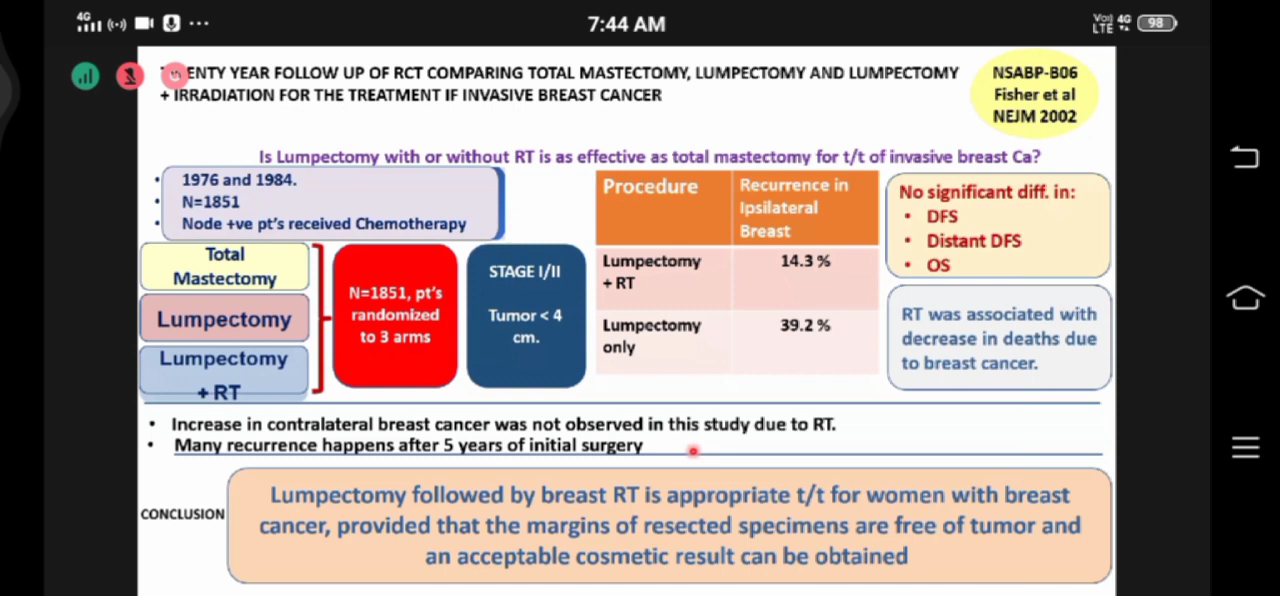 4G
7:44 AM
Vo))
LTE
4G
98
ENTY YEAR FOLLOW UP OF RCT COMPARING TOTAL MASTECTOMY, LUMPECTOMY AND LUMPECTOMY
+ IRRADIATION FOR THE TREATMENT IF INVASIVE BREAST CANCER
NSABP-B06
Fisher et al
NEJM 2002
Is Lumpectomy with or without RT is as effective as total mastectomy for t/t of invasive breast Ca?
• 1976 and 1984.
• N=1851
• Node +ve pt's received Chemotherapy
Total
Mastectomy
Lumpectomy
Lumpectomy
+ RT
N=1851, pt's
randomized
to 3 arms
STAGE I/II
Tumor < 4
cm.
Procedure
Recurrence in
Ipsilateral
Breast
Lumpectomy
+ RT
14.3 %
Lumpectomy
only
39.2 %
No significant diff. in:
• DFS
• Distant DFS
• OS
RT was associated with
decrease in deaths due
to breast cancer.
• Increase in contralateral breast cancer was not observed in this study due to RT.
• Many recurrence happens after 5 years of initial surgery
CONCLUSION
Lumpectomy followed by breast RT is appropriate t/t for women with breast
cancer, provided that the margins of resected specimens are free of tumor and
an acceptable cosmetic result can be obtained